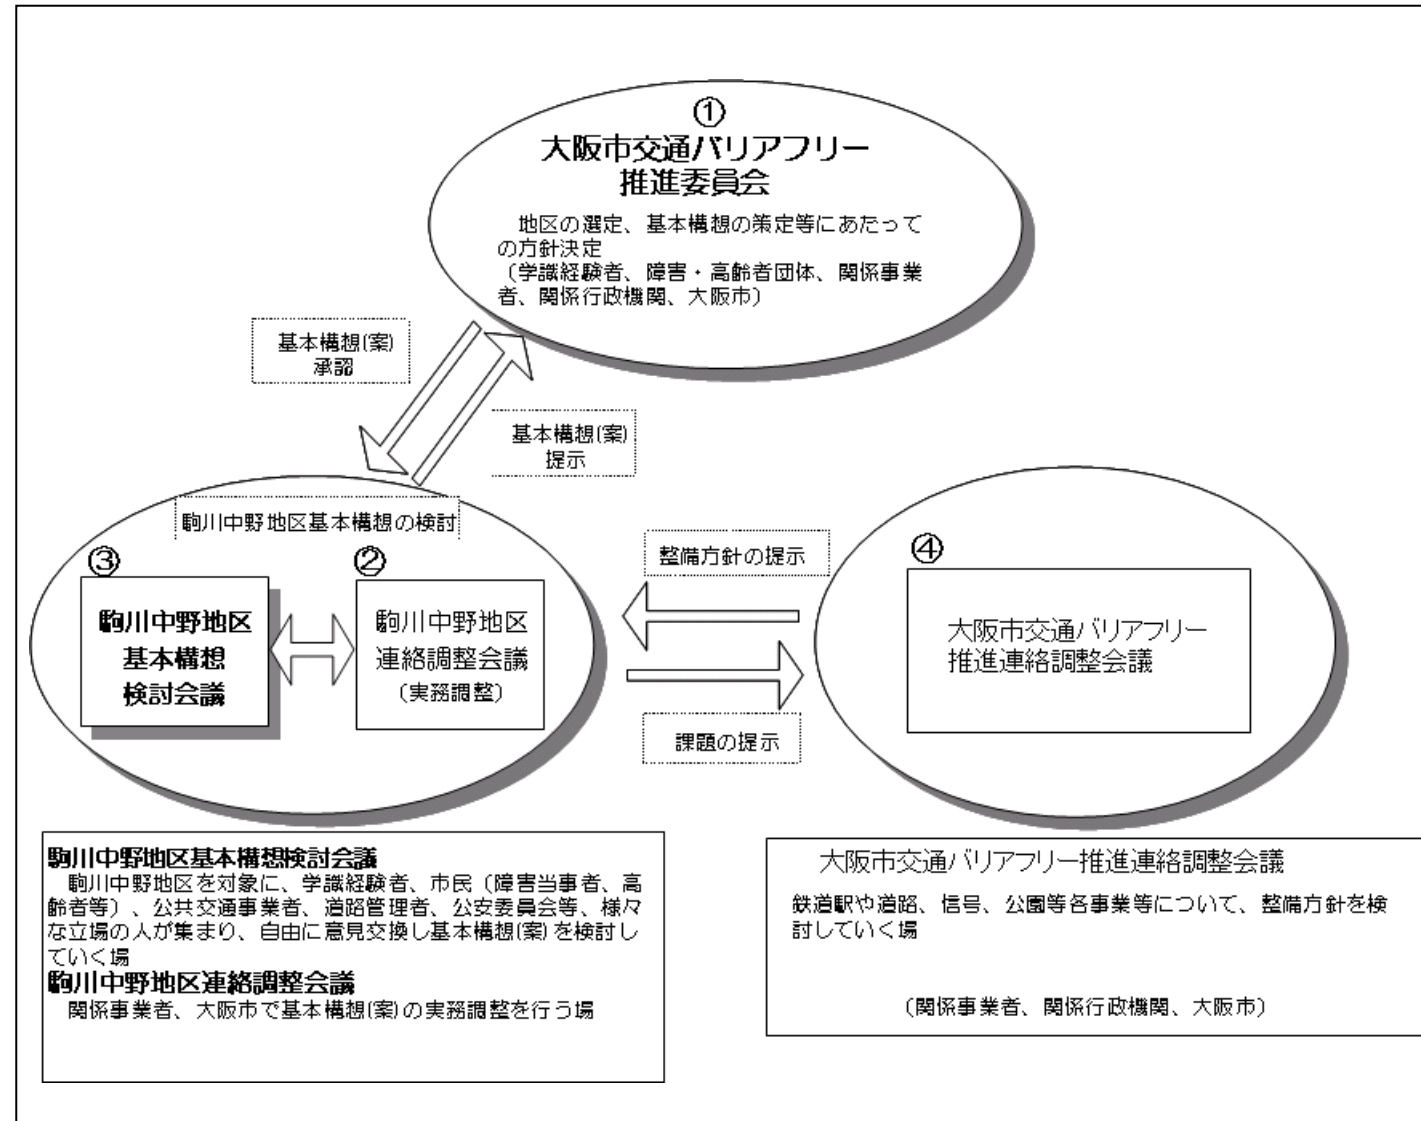 ①
大阪市交通バリアフリー
推進委員会
地区の選定、基本構想の策定等にあたって
の方針決定
（学識経験者、障害・高齢者団体、関係事業
者、関係行政機関、大阪市）
基本構想(案)
承認
基本構想(案)
提示
駒川中野地区基本構想の検討
③
駒川中野地区
基本構想
検討会議
②
駒川中野地区
連絡調整会議
（実務調整）
整備方針の提示
課題の提示
④
大阪市交通バリアフリー
推進連絡調整会議
駒川中野地区基本構想検討会議
駒川中野地区を対象に、学識経験者、市民（障害当事者、高
齢者等）、公共交通事業者、道路管理者、公安委員会等、様々
な立場の人が集まり、自由に意見交換し基本構想(案)を検討し
ていく場
駒川中野地区連絡調整会議
関係事業者、大阪市で基本構想(案)の実務調整を行う場
大阪市交通バリアフリー推進連絡調整会議
鉄道駅や道路、信号、公園等各事業等について、整備方針を検
討していく場
（関係事業者、関係行政機関、大阪市）